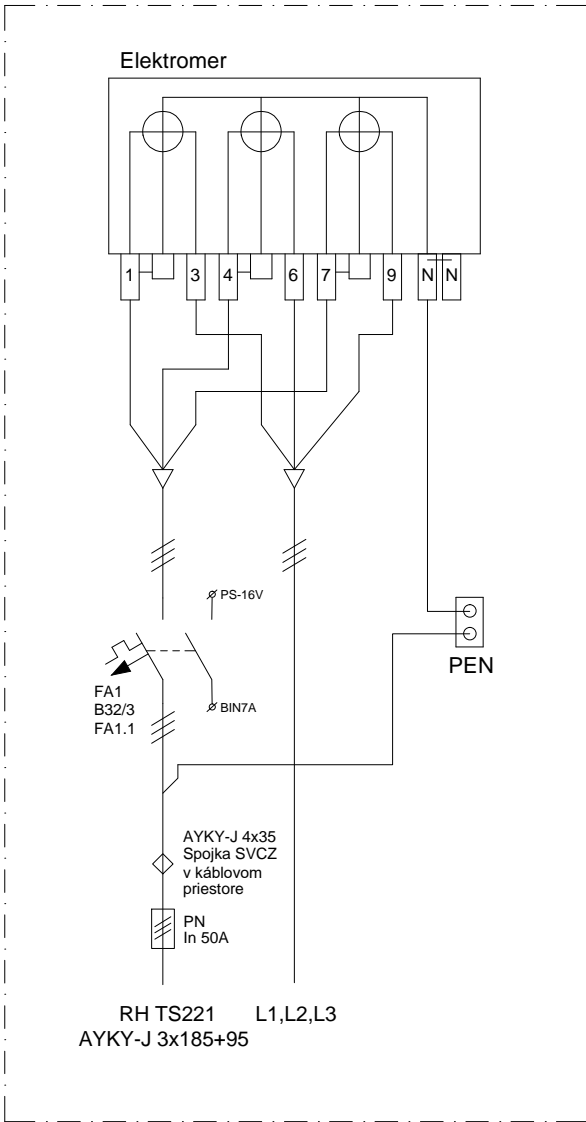 Elektromer
1 3 4 6 7 9 N N
PS-16V
BIN7A
FA1
B32/3
FA1.1
PEN
AYKY-J 4x35
Spojka SVCZ
v káblovom
priestore
PN
In 50A
RH TS221
AYKY-J 3x185+95
L1,L2,L3